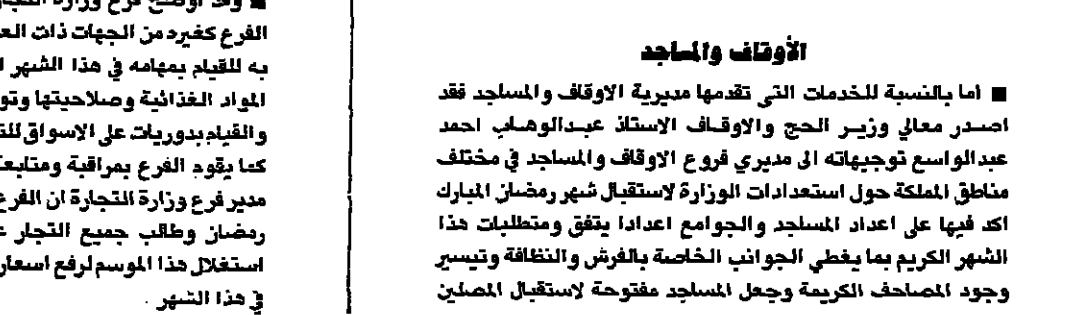 الأوقاف والمساجد
■ أما بالنسبة للخدمات التي تقدمها مديرية الاوقاف والمساجد فقد
اصدر معالي وزير الحج والاوقاف الاستاذ عبدالوهاب احمد
عبدالواسع توجيهاته الى مديري فروع الاوقاف والمساجد في مختلف
مناطق المملكة حول استعدادات الوزارة لاستقبال شهر رمضان المبارك
اكد فيها على اعداد المساجد والجوامع اعدادا يتفق ومتطلبات هذا
الشهر الكريم بما يغطي الجوانب الخاصة بالفرش والنظافة وتيسير
وجود المصاحف الكريمة وجعل المساجد مفتوحة لاستقبال المصلين
■ وقد اوضح فرع وزارة
الفرع كغيره من الجهات ذات
به للقيام بمهامه في هذا الشهر
المواد الغذائية وصلاحيتها
والقيام بدوريات على الاسواق
كما يقوم الفرع بمراقبة
مدير فرع وزارة التجارة ان الفرع
رمضان وطالب جميع التجار
استغلال هذا الموسم لرفع اسعار
في هذا الشهر .